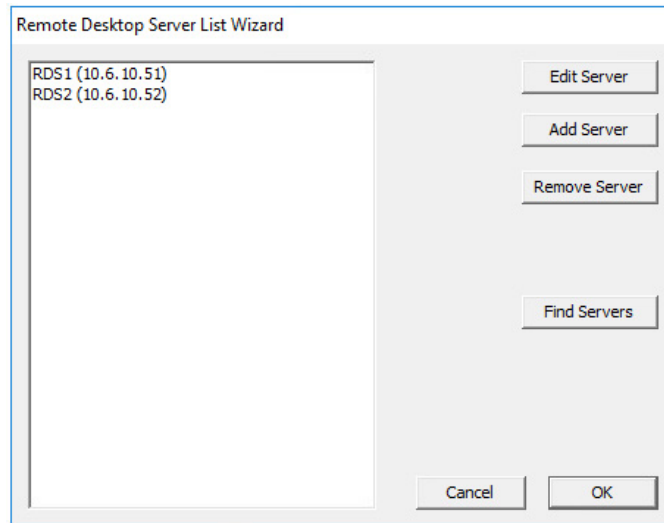 Remote Desktop Server List Wizard
RDS1 (10.6.10.51)
RDS2 (10.6.10.52)
Edit Server
Add Server
Remove Server
Find Servers
Cancel
OK